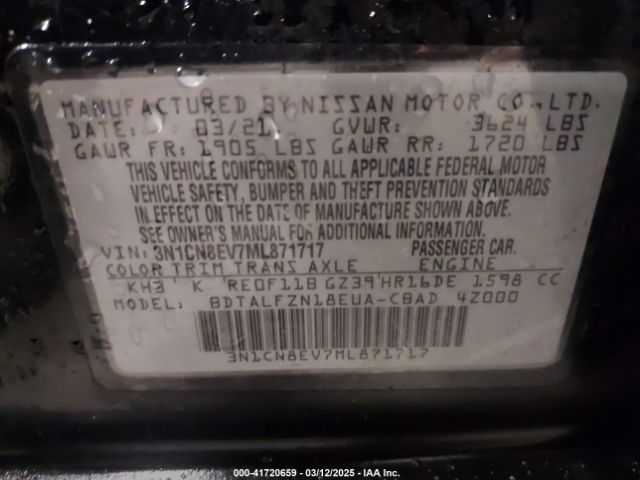 MANUFACTURED BY NISSAN MOTOR CO., LTD.
DATE: 03/21 GVWR: 3624 LBS
GAWR FR: 1905 LBS GAWR RR: 1720 LBS
THIS VEHICLE CONFORMS TO ALL APPLICABLE FEDERAL MOTOR
VEHICLE SAFETY, BUMPER AND THEFT PREVENTION STANDARDS
IN EFFECT ON THE DATE OF MANUFACTURE SHOWN ABOVE.
SEE OWNER'S MANUAL FOR ADDITIONAL INFORMATION.
VIN: 3N1CN8EV7ML871717 PASSENGER CAR.
COLOR TRIM TRANS AXLE ENGINE
KH3 K RE0F11B GZ39 HR16DE 1598 CC
MODEL: BDTALFZN18EUA-CBAD 4Z000
3N1CN8EV7ML871717
000-41720659 - 03/12/2025 - IAA Inc.